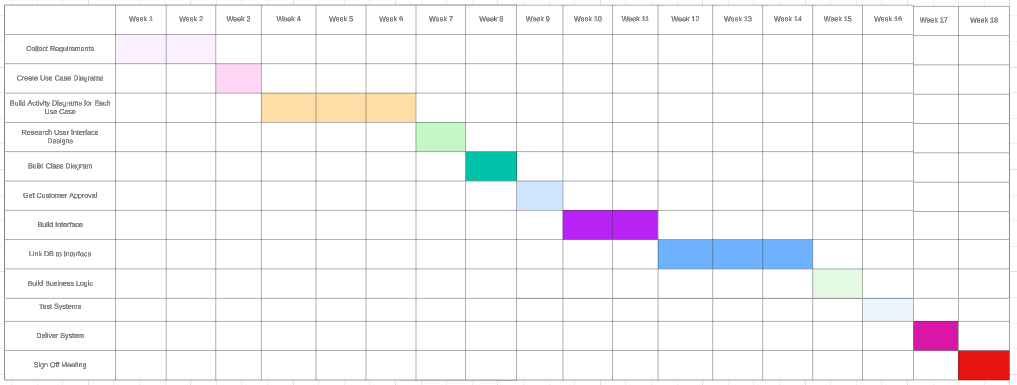 Week 1 Week 2 Week 3 Week 4 Week 5 Week 6 Week 7 Week 8 Week 9 Week 10 Week 11 Week 12 Week 13 Week 14 Week 15 Week 16 Week 17 Week 18
Collect Requirements
Create Use Case Diagrams
Build Activity Diagrams for Each
Use Case
Research User Interface
Designs
Build Class Diagram
Get Customer Approval
Build Interface
Link DB to Interface
Build Business Logic
Test Systems
Deliver System
Sign Off Meeting